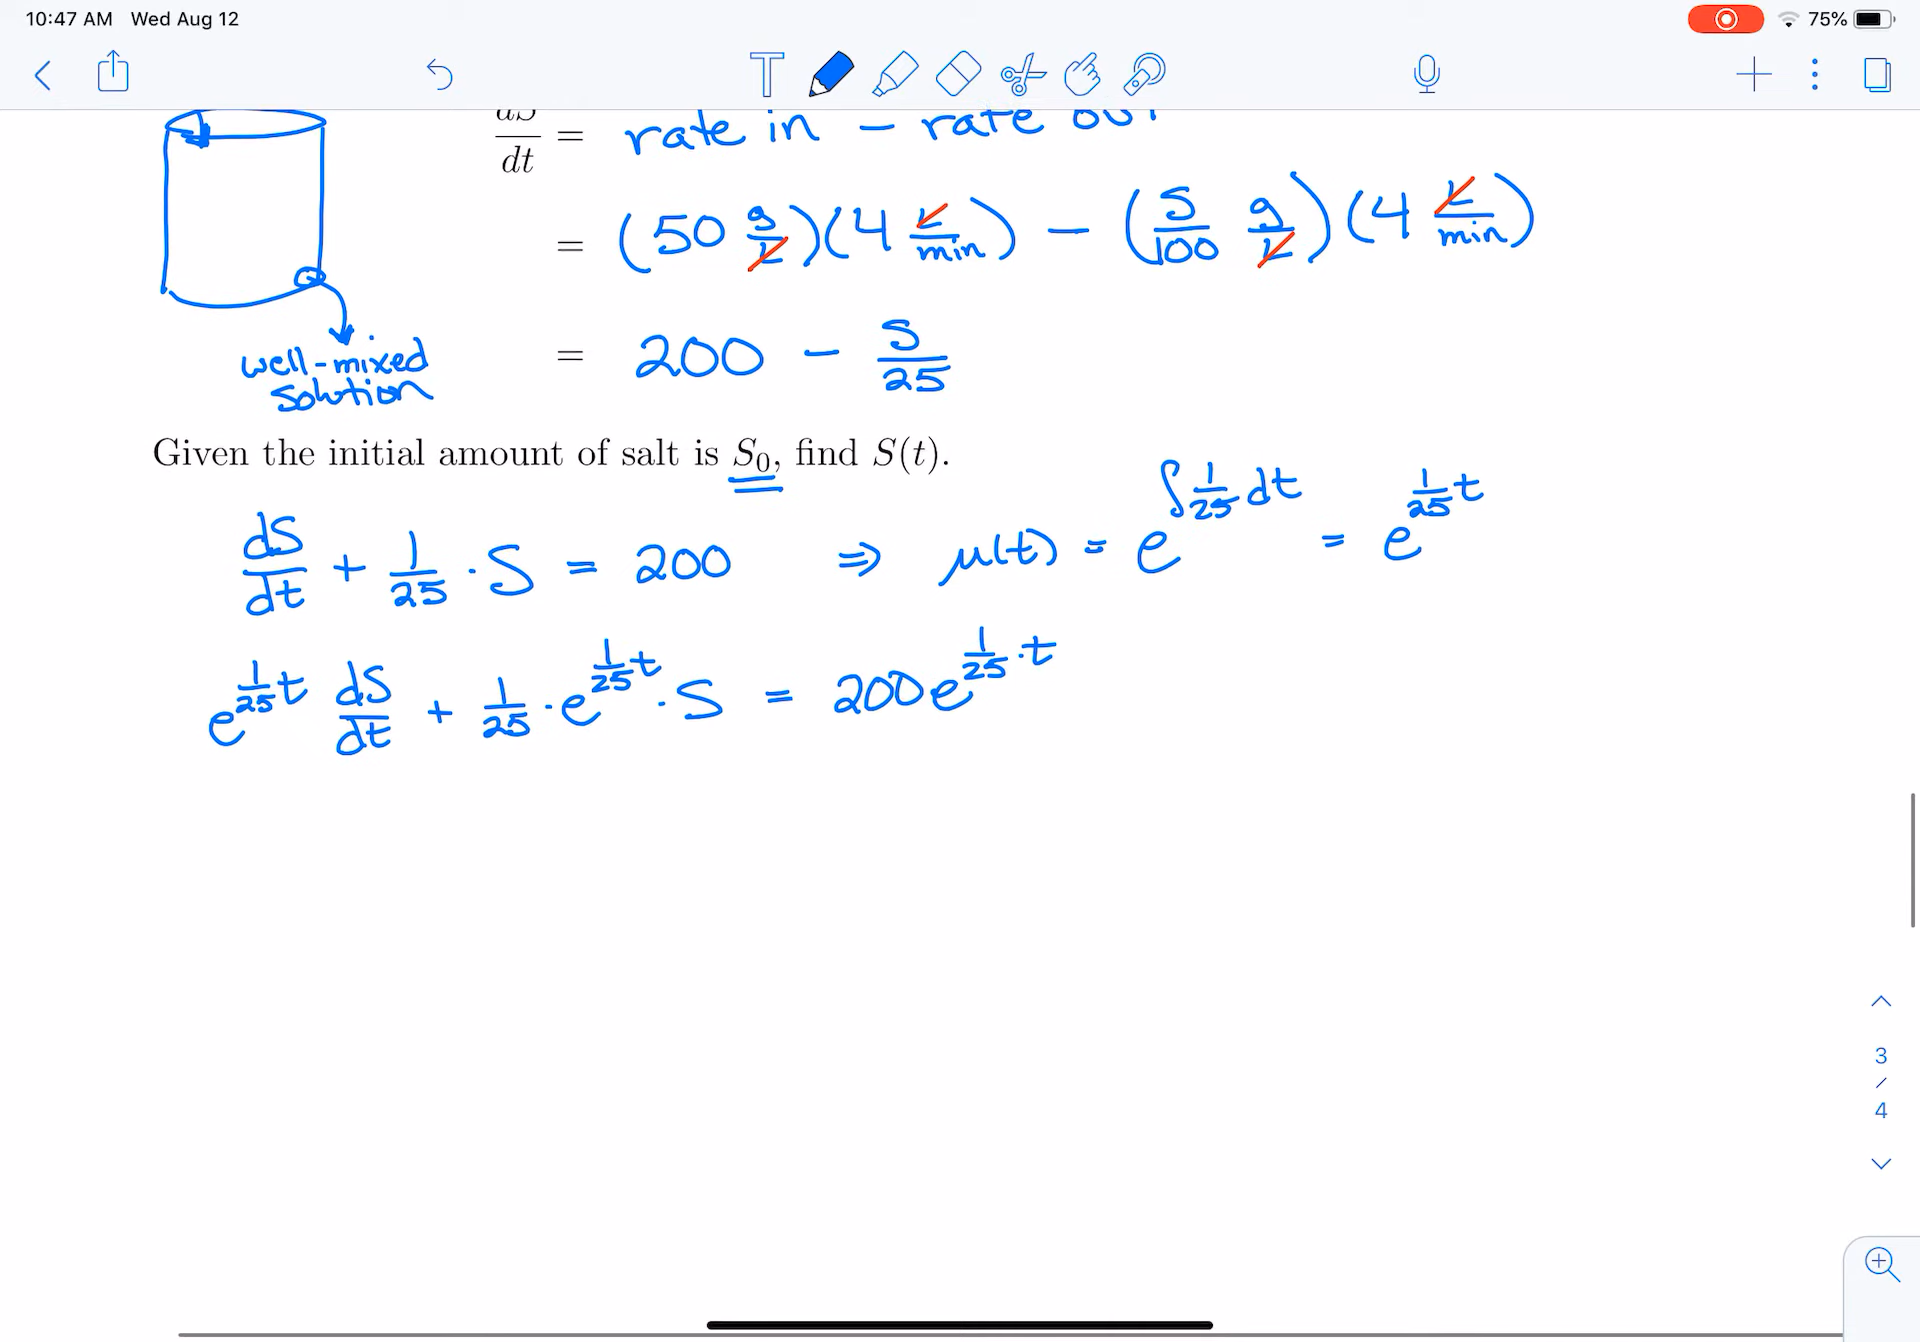 10:47 AM Wed Aug 12
75%
dS/dt = rate in – rate out
= (50 g/L)(4 L/min) – (S/100 g/L)(4 L/min)
= 200 – S/25
well-mixed
solution
Given the initial amount of salt is S₀, find S(t).
dS/dt + 1/25 · S = 200 ⇒ μ(t) = e^(∫ 1/25 dt) = e^(1/25 t)
e^(1/25 t) dS/dt + 1/25 · e^(1/25 t) · S = 200e^(1/25 · t)
3
/
4